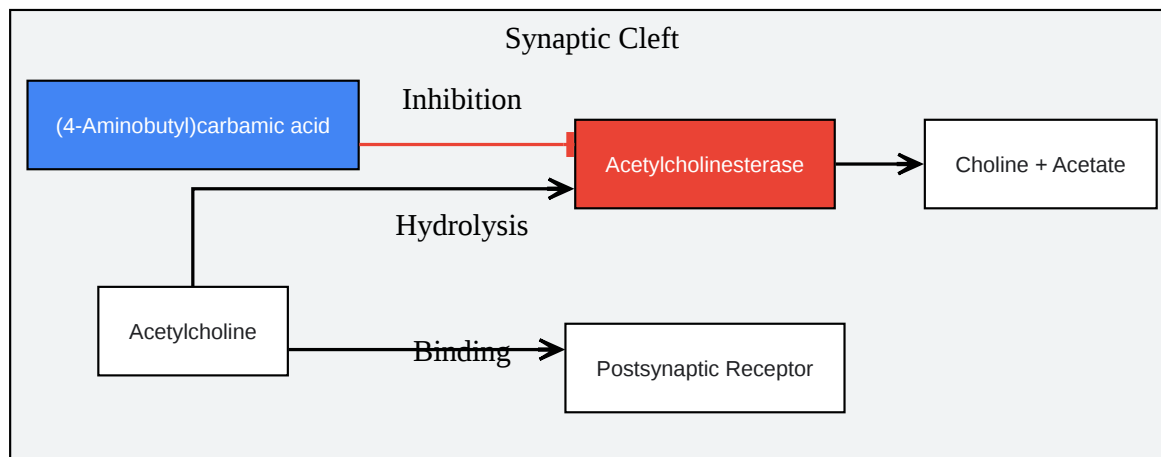 Synaptic Cleft
Inhibition
(4-Aminobutyl)carbamic acid
Acetylcholinesterase
Choline + Acetate
Hydrolysis
Acetylcholine
Binding
Postsynaptic Receptor